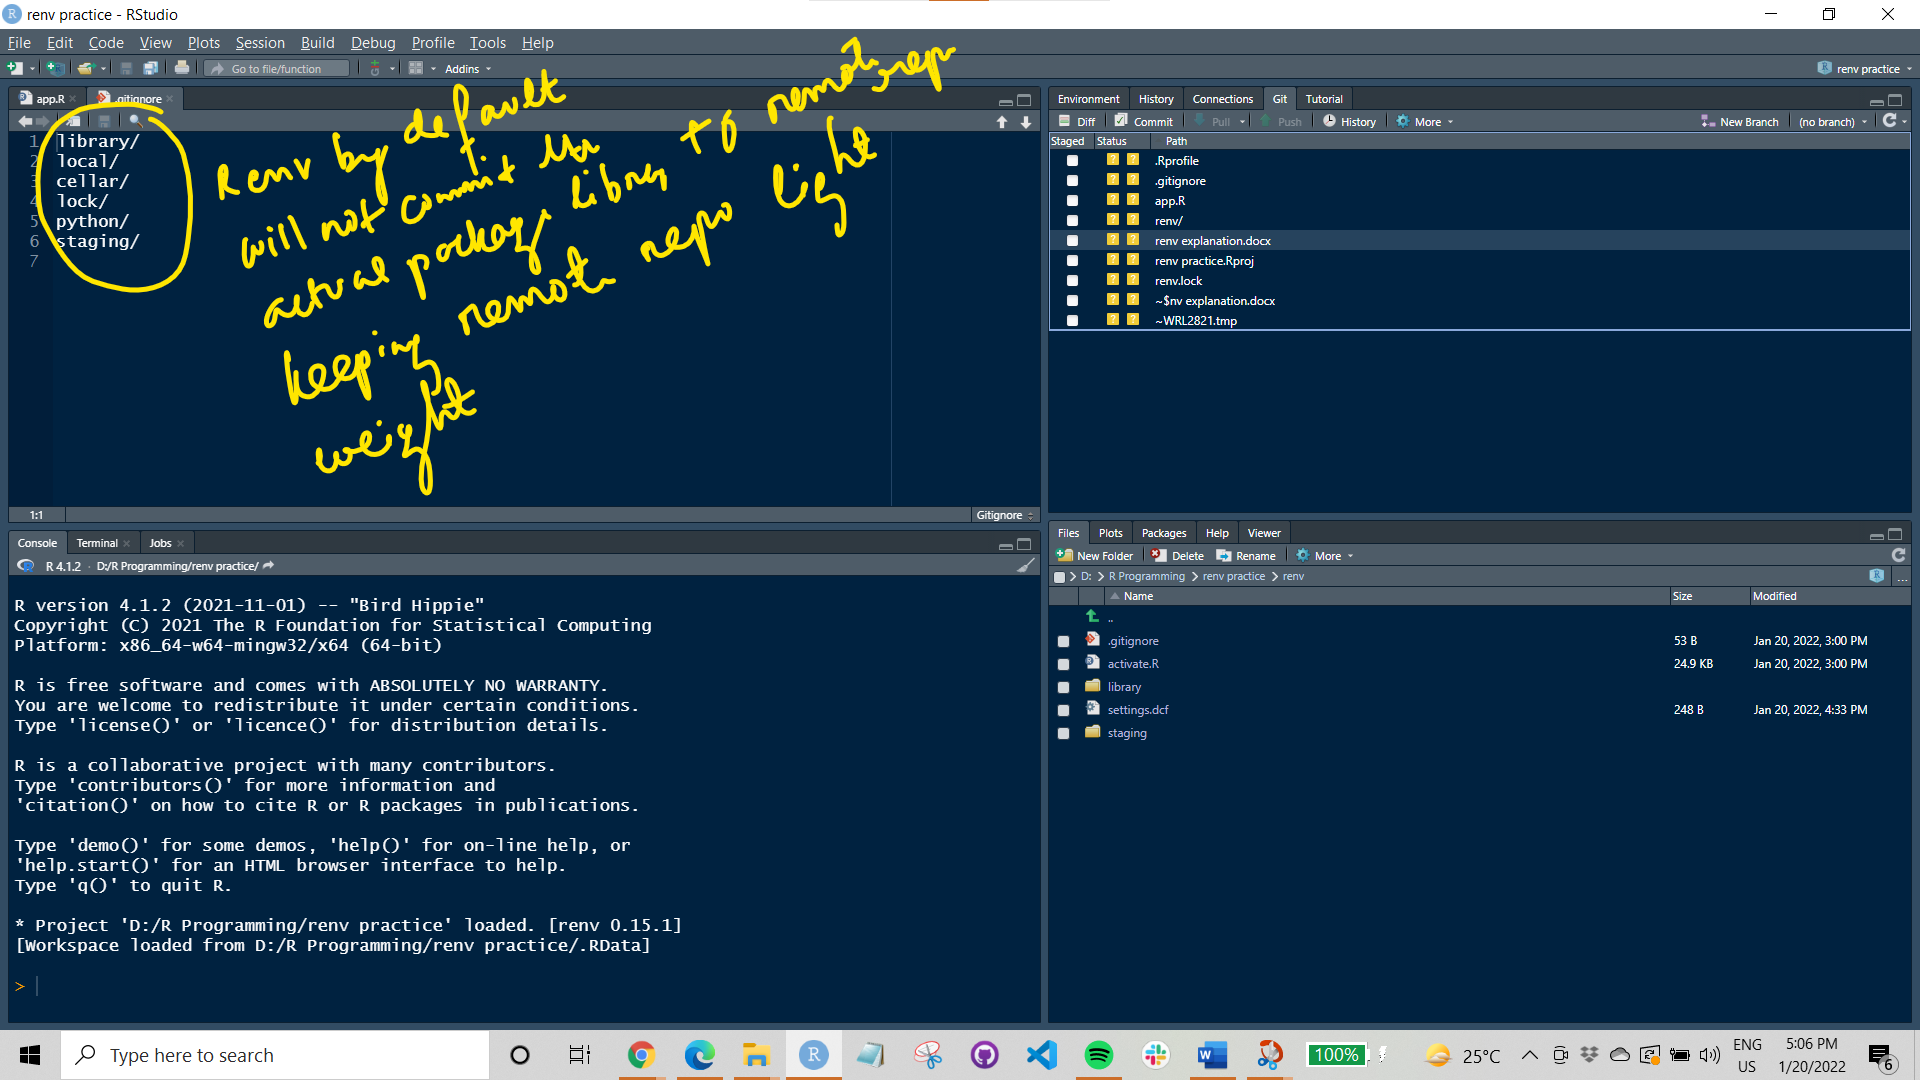 renv practice - RStudio
File Edit Code View Plots Session Build Debug Profile Tools Help
Go to file/function Addins renv practice
app.R .gitignore
1 library/
2 local/
3 cellar/
4 lock/
5 python/
6 staging/
7
Renv by default
will not commit the
actual package library to remote rep
keeping remote repo light
weight
1:1 Gitignore
Console Terminal Jobs
R 4.1.2 · D:/R Programming/renv practice/
R version 4.1.2 (2021-11-01) -- "Bird Hippie"
Copyright (C) 2021 The R Foundation for Statistical Computing
Platform: x86_64-w64-mingw32/x64 (64-bit)
R is free software and comes with ABSOLUTELY NO WARRANTY.
You are welcome to redistribute it under certain conditions.
Type 'license()' or 'licence()' for distribution details.
R is a collaborative project with many contributors.
Type 'contributors()' for more information and
'citation()' on how to cite R or R packages in publications.
Type 'demo()' for some demos, 'help()' for on-line help, or
'help.start()' for an HTML browser interface to help.
Type 'q()' to quit R.
* Project 'D:/R Programming/renv practice' loaded. [renv 0.15.1]
[Workspace loaded from D:/R Programming/renv practice/.RData]
>
Environment History Connections Git Tutorial
Diff Commit Pull Push History More New Branch (no branch)
Staged Status Path
.Rprofile
.gitignore
app.R
renv/
renv explanation.docx
renv practice.Rproj
renv.lock
~$nv explanation.docx
~WRL2821.tmp
Files Plots Packages Help Viewer
New Folder Delete Rename More
D: > R Programming > renv practice > renv
Name Size Modified
..
.gitignore 53 B Jan 20, 2022, 3:00 PM
activate.R 24.9 KB Jan 20, 2022, 3:00 PM
library
settings.dcf 248 B Jan 20, 2022, 4:33 PM
staging
Type here to search
100% 25°C ENG US 5:06 PM 1/20/2022 6